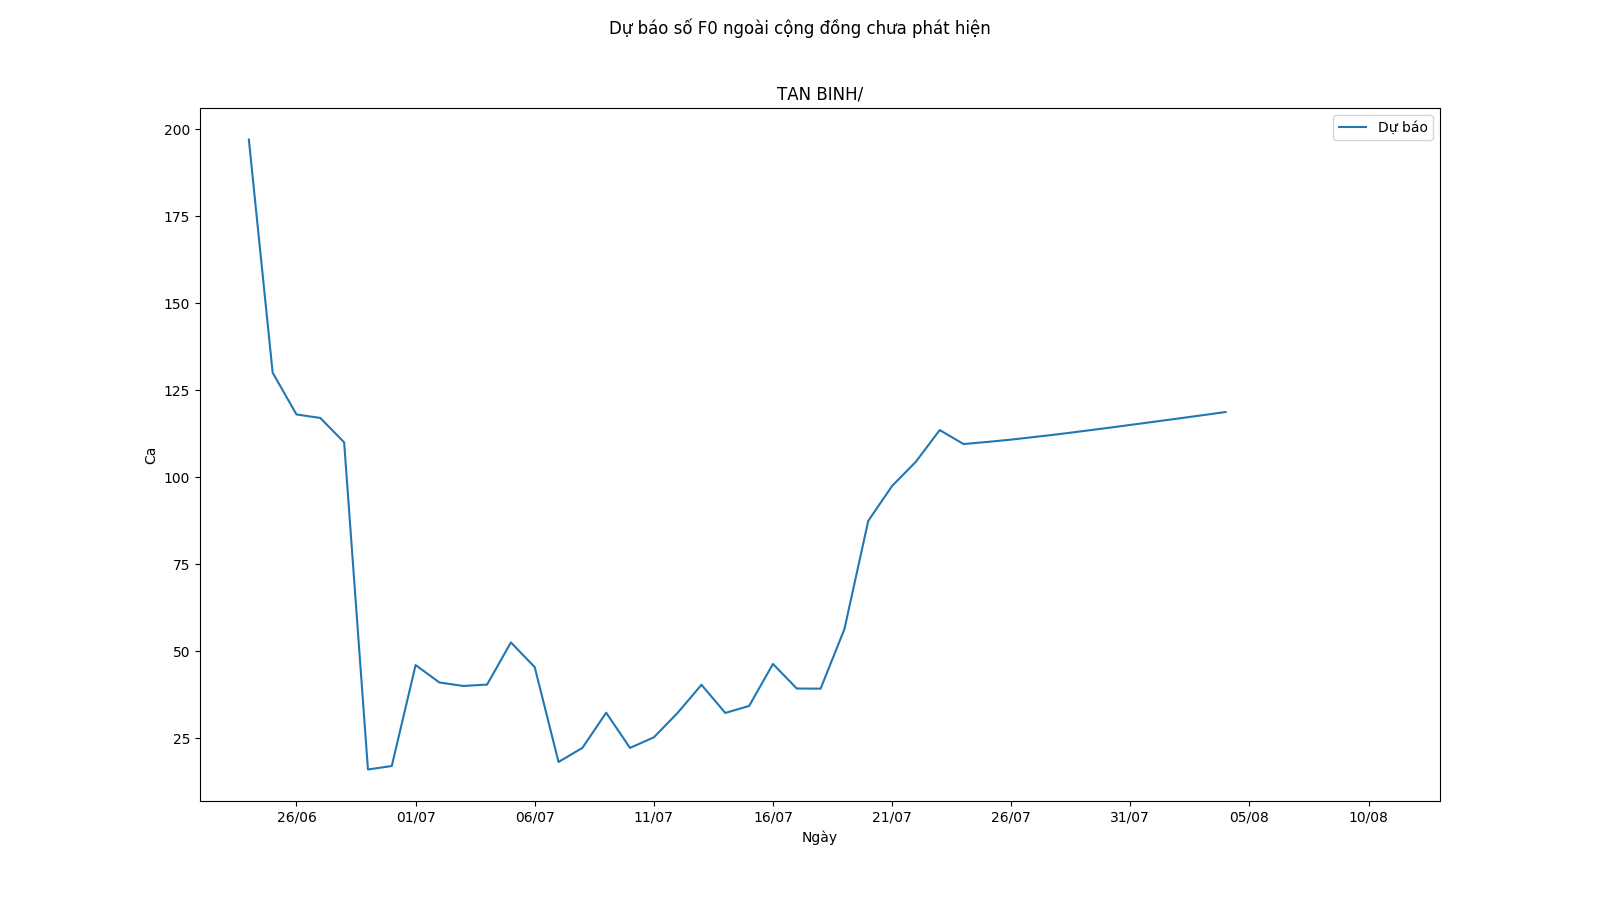 Dự báo số F0 ngoài cộng đồng chưa phát hiện
TAN BINH/
Dự báo
200
175
150
125
100
75
50
25
Ca
26/06 01/07 06/07 11/07 16/07 21/07 26/07 31/07 05/08 10/08
Ngày